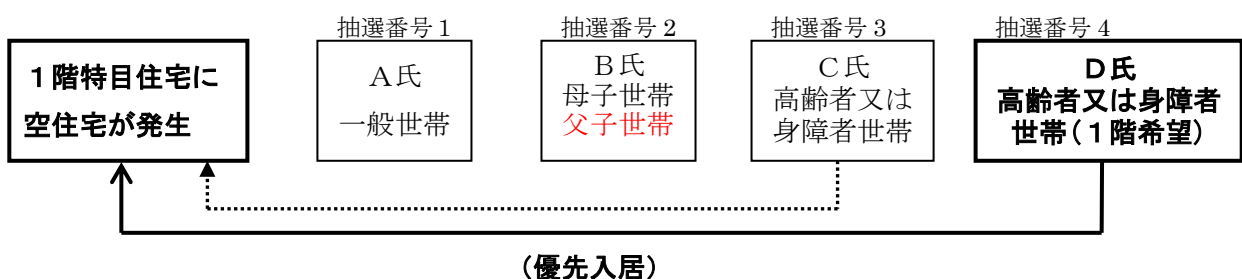 抽選番号1
抽選番号2
抽選番号3
抽選番号4
1階特目住宅に
空住宅が発生
A氏
一般世帯
B氏
母子世帯
父子世帯
C氏
高齢者又は
身障者世帯
D氏
高齢者又は身障者
世帯(1階希望)
(優先入居)